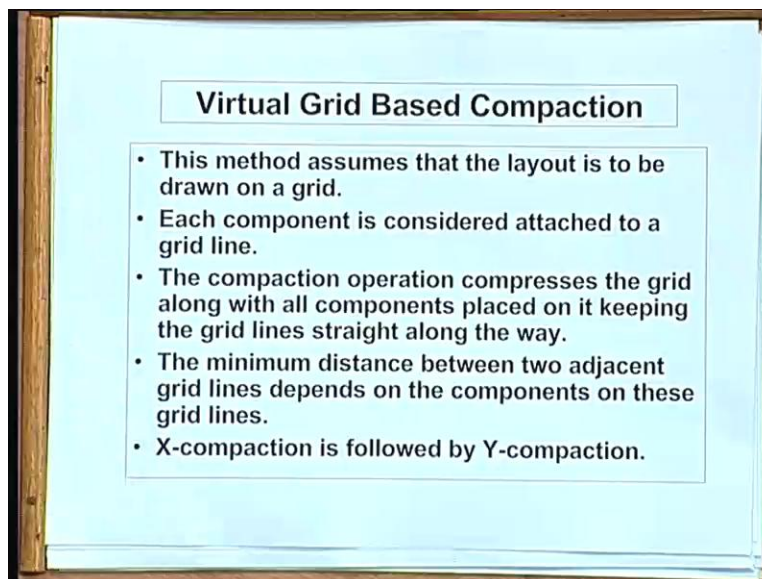 Virtual Grid Based Compaction
• This method assumes that the layout is to be
drawn on a grid.
• Each component is considered attached to a
grid line.
• The compaction operation compresses the grid
along with all components placed on it keeping
the grid lines straight along the way.
• The minimum distance between two adjacent
grid lines depends on the components on these
grid lines.
• X-compaction is followed by Y-compaction.